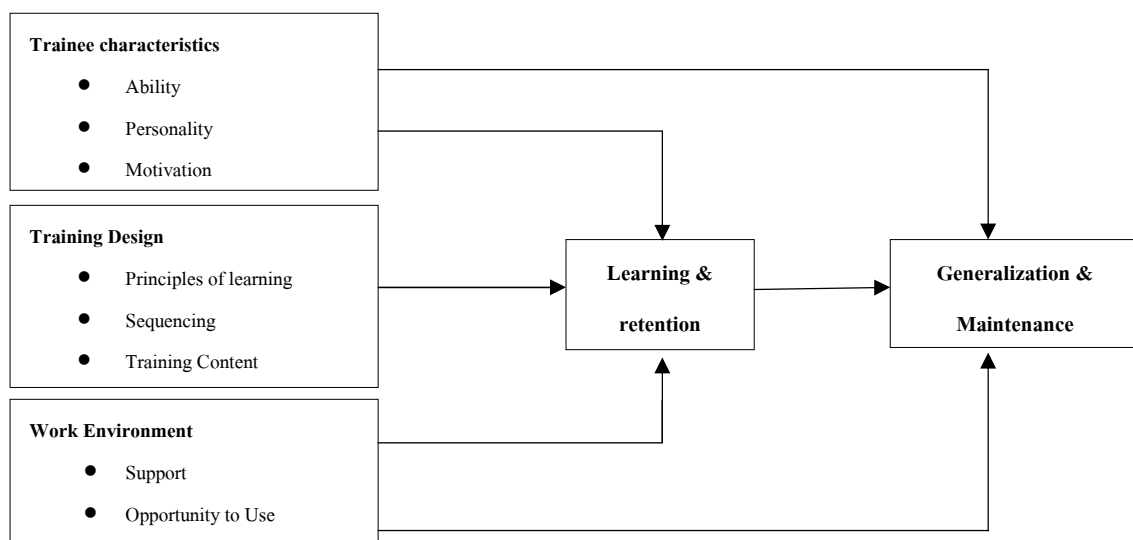 Trainee characteristics
● Ability
● Personality
● Motivation
Training Design
● Principles of learning
● Sequencing
● Training Content
Work Environment
● Support
● Opportunity to Use
Learning &
retention
Generalization &
Maintenance